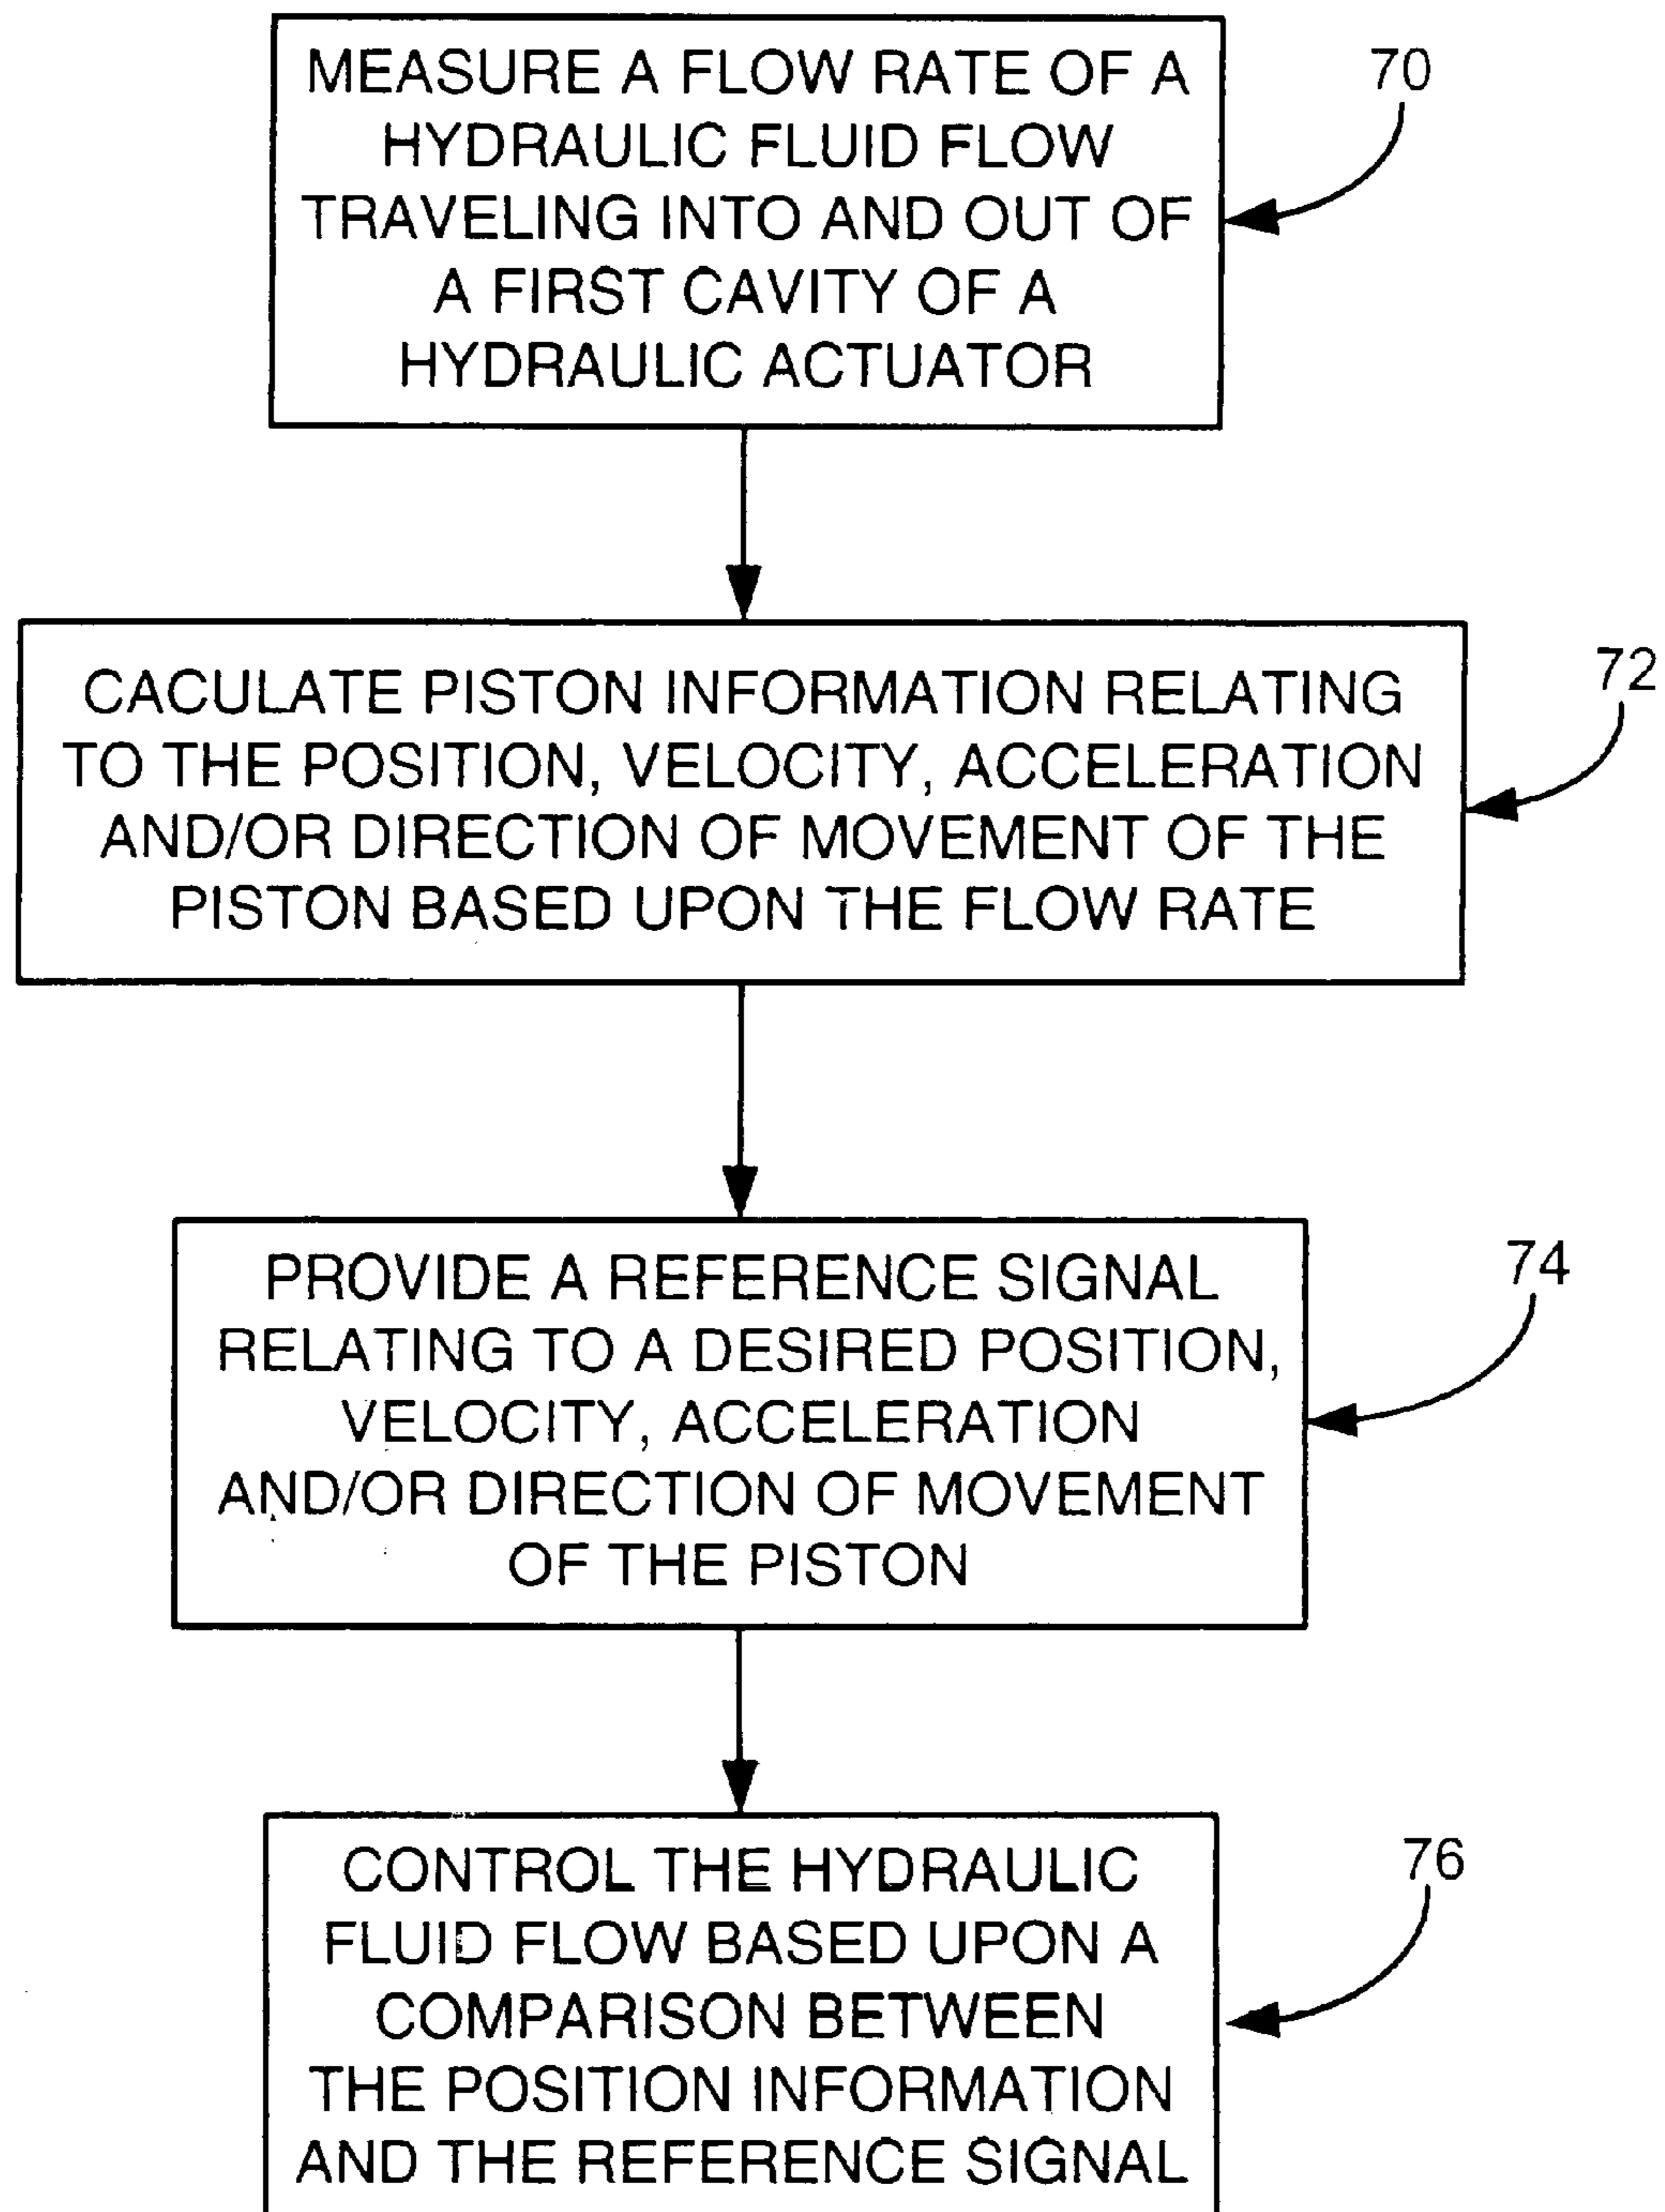 MEASURE A FLOW RATE OF A
HYDRAULIC FLUID FLOW
TRAVELING INTO AND OUT OF
A FIRST CAVITY OF A
HYDRAULIC ACTUATOR
70
CACULATE PISTON INFORMATION RELATING
TO THE POSITION, VELOCITY, ACCELERATION
AND/OR DIRECTION OF MOVEMENT OF THE
PISTON BASED UPON THE FLOW RATE
72
PROVIDE A REFERENCE SIGNAL
RELATING TO A DESIRED POSITION,
VELOCITY, ACCELERATION
AND/OR DIRECTION OF MOVEMENT
OF THE PISTON
74
CONTROL THE HYDRAULIC
FLUID FLOW BASED UPON A
COMPARISON BETWEEN
THE POSITION INFORMATION
AND THE REFERENCE SIGNAL
76